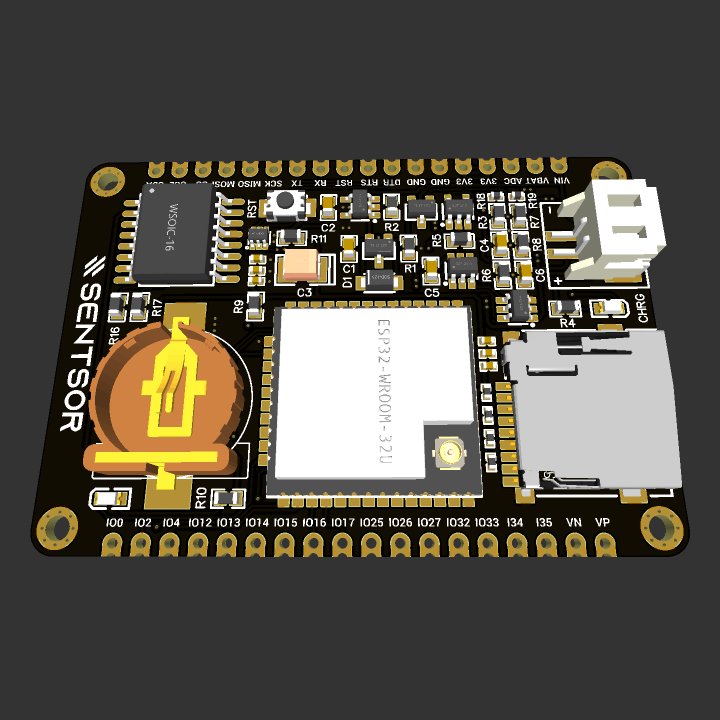 MOSI MISO SCK TX RX RST RTS DTR GND GND 3V3 3V3 ADC VBAT VIN
WSOIC-16
RST
C2
R2
R3
R18
R7
R19
R11
C1
R1
R5
C4
R8
D1
C3
C5
R6
C6
+
R4
CHRG
R16
R17
R9
SENTSOR
ESP32-WROOM-32U
R10
IO0 IO2 IO4 IO12 IO13 IO14 IO15 IO16 IO17 IO25 IO26 IO27 IO32 IO33 I34 I35 VN VP